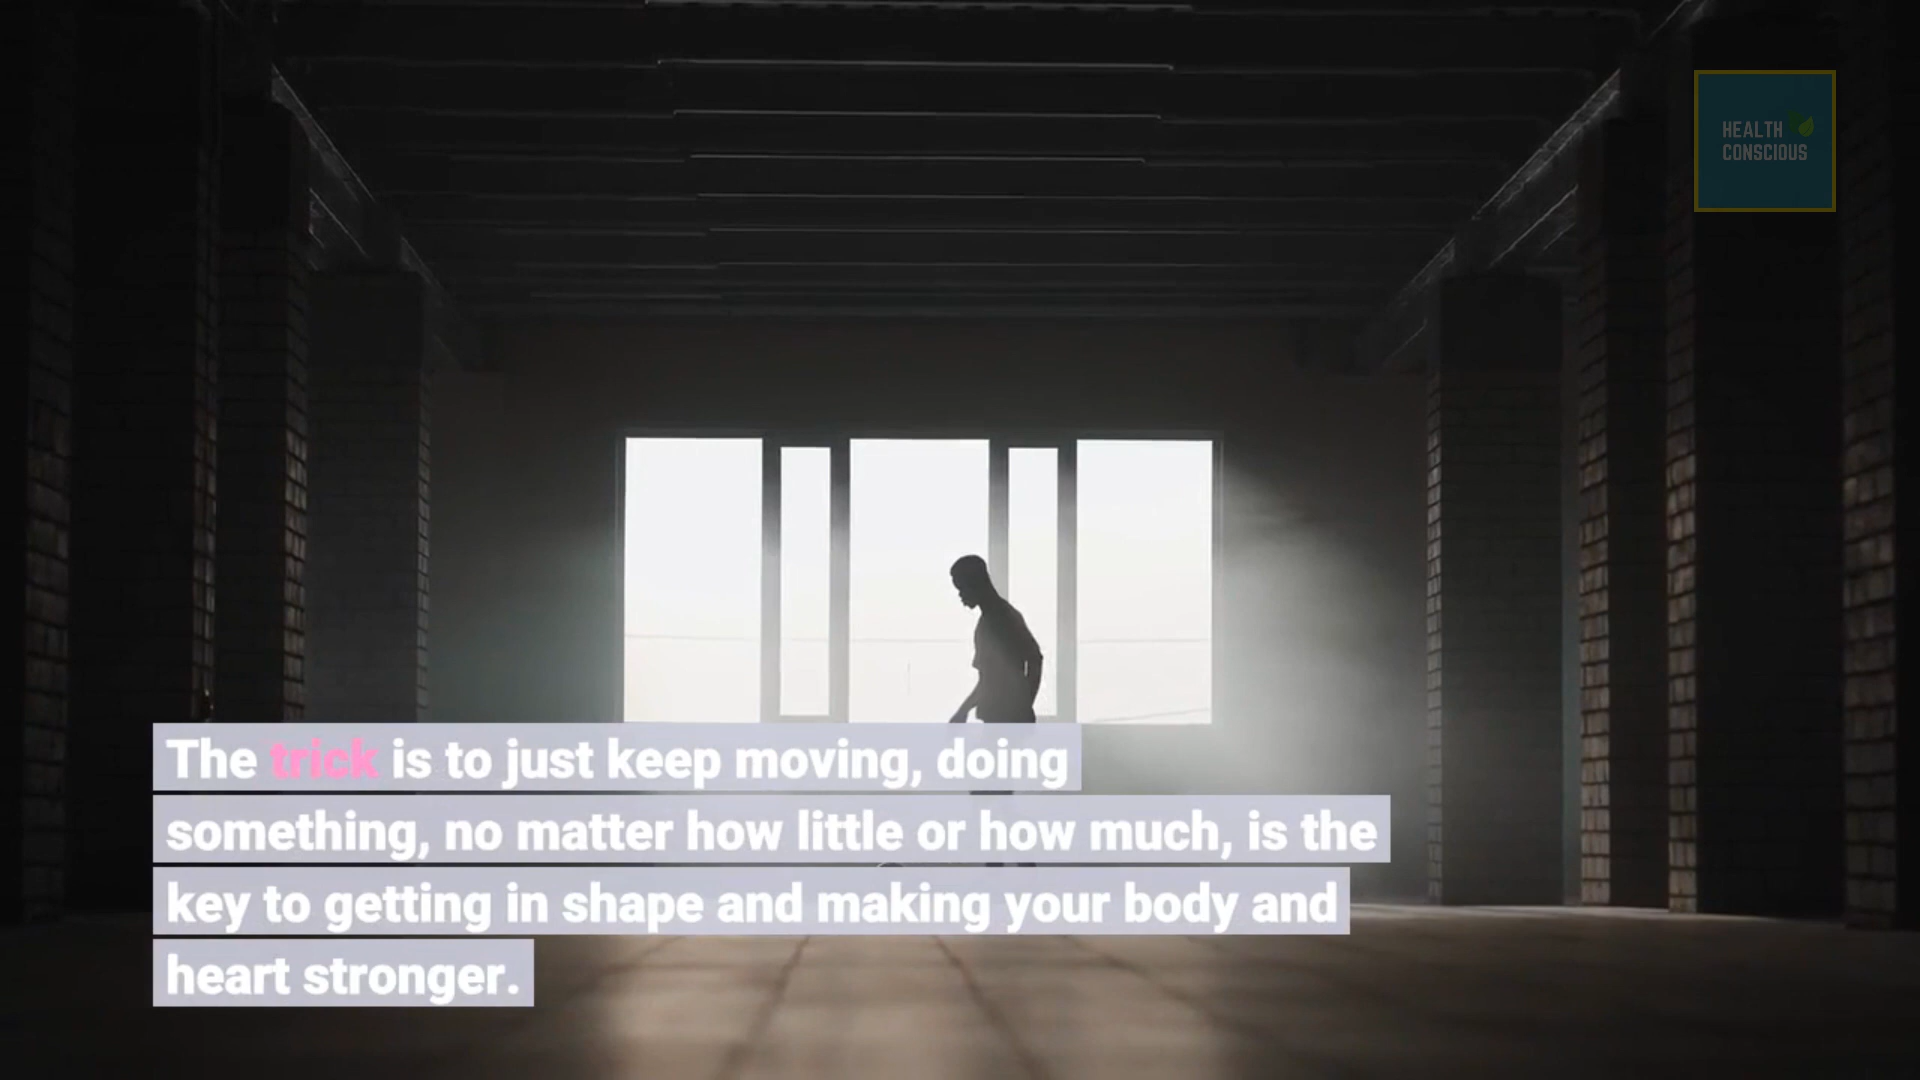 HEALTH
CONSCIOUS
The trick is to just keep moving, doing
something, no matter how little or how much, is the
key to getting in shape and making your body and
heart stronger.